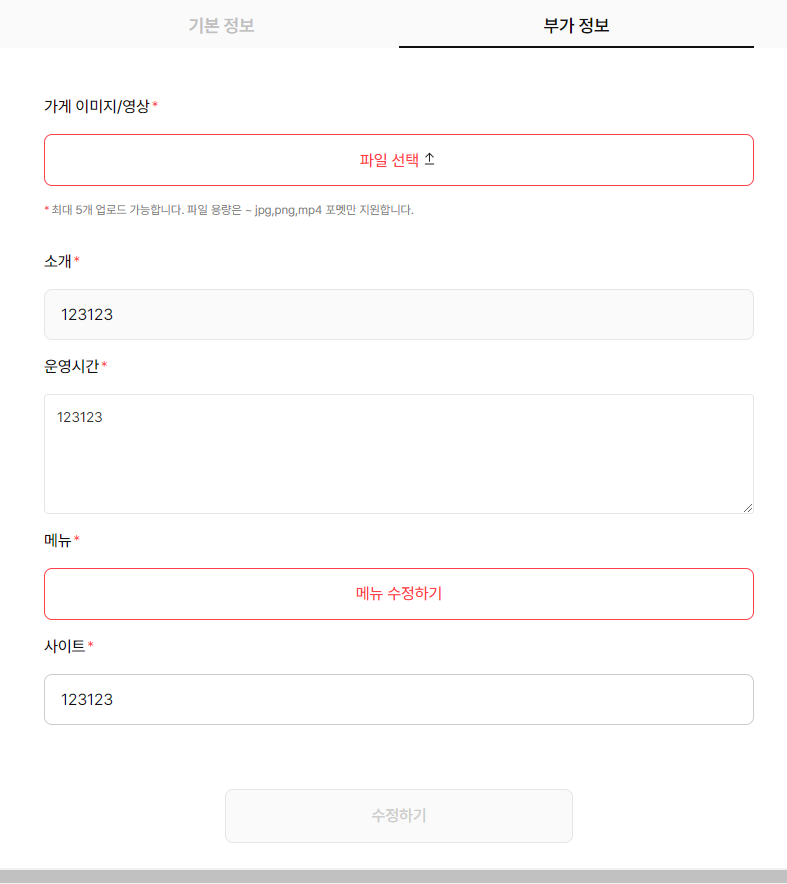 기본 정보
부가 정보
가게 이미지/영상*
파일 선택
* 최대 5개 업로드 가능합니다. 파일 용량은 ~ jpg,png,mp4 포멧만 지원합니다.
소개*
123123
운영시간*
123123
메뉴*
메뉴 수정하기
사이트*
123123
수정하기